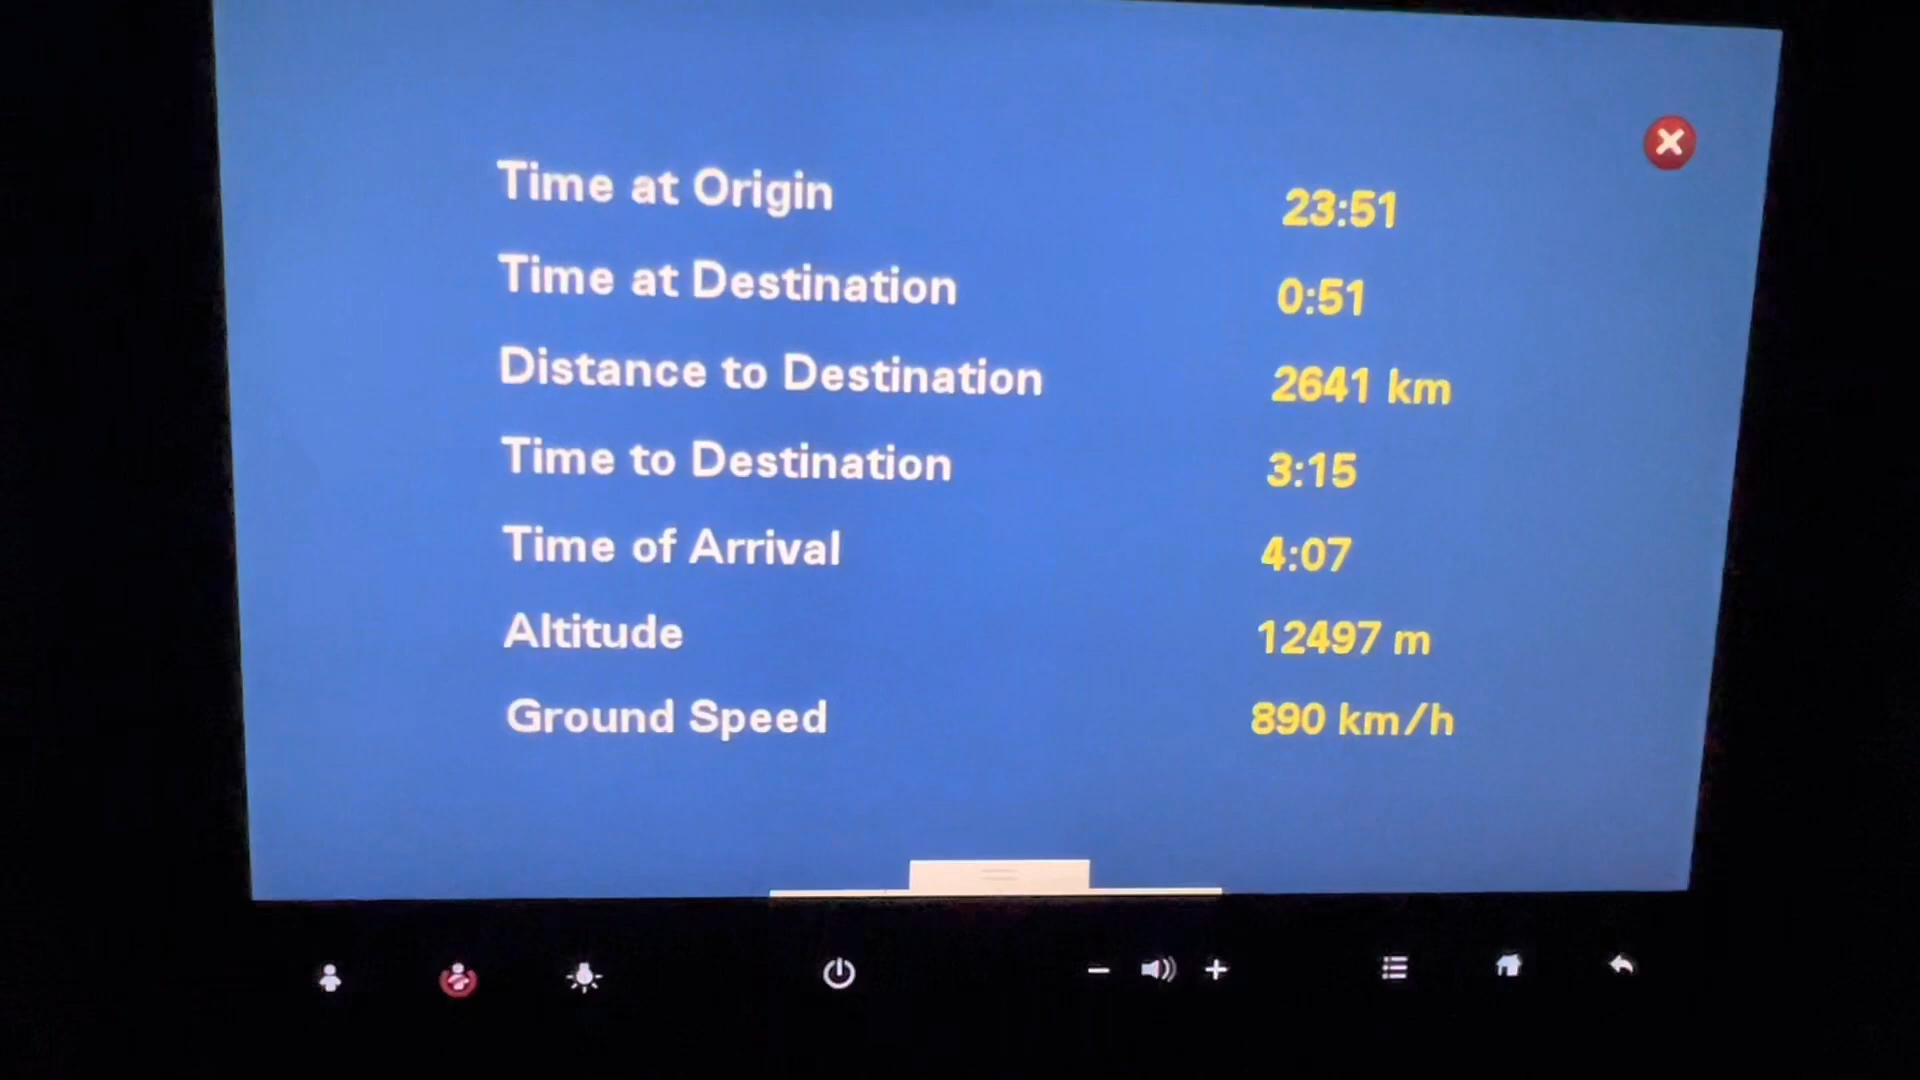 Time at Origin 23:51
Time at Destination 0:51
Distance to Destination 2641 km
Time to Destination 3:15
Time of Arrival 4:07
Altitude 12497 m
Ground Speed 890 km/h